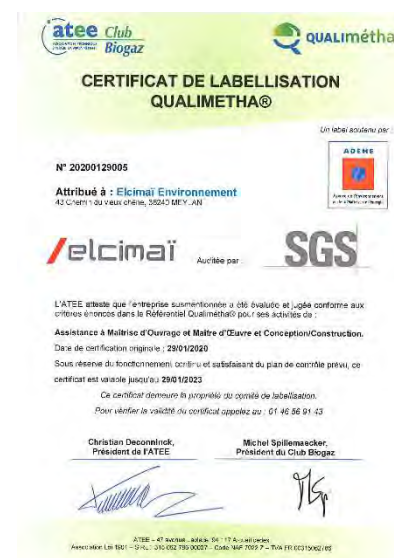 atee Club
Biogaz
QUALIMétha
CERTIFICAT DE LABELLISATION
QUALIMETHA®
Un label soutenu par :
ADEME
N° 20200129005
Attribué à : Elcimaï Environnement
43 Chemin du vieux chêne, 38240 MEYLAN
elcimaï
Auditée par
SGS
L'ATEE atteste que l'entreprise susmentionnée a été évaluée et jugée conforme aux
critères énoncés dans le Référentiel Qualimétha® pour ses activités de :
Assistance à Maîtrise d'Ouvrage et Maître d'Œuvre et Conception/Construction.
Date de certification originale : 29/01/2020
Sous réserve du fonctionnement continu et satisfaisant du plan de contrôle prévu, ce
certificat est valable jusqu'au 29/01/2023
Ce certificat demeure la propriété du comité de labellisation.
Pour vérifier la validité du certificat appelez au : 01 46 56 91 43
Christian Deconninck,
Président de l'ATEE
Michel Spillemaecker,
Président du Club Biogaz